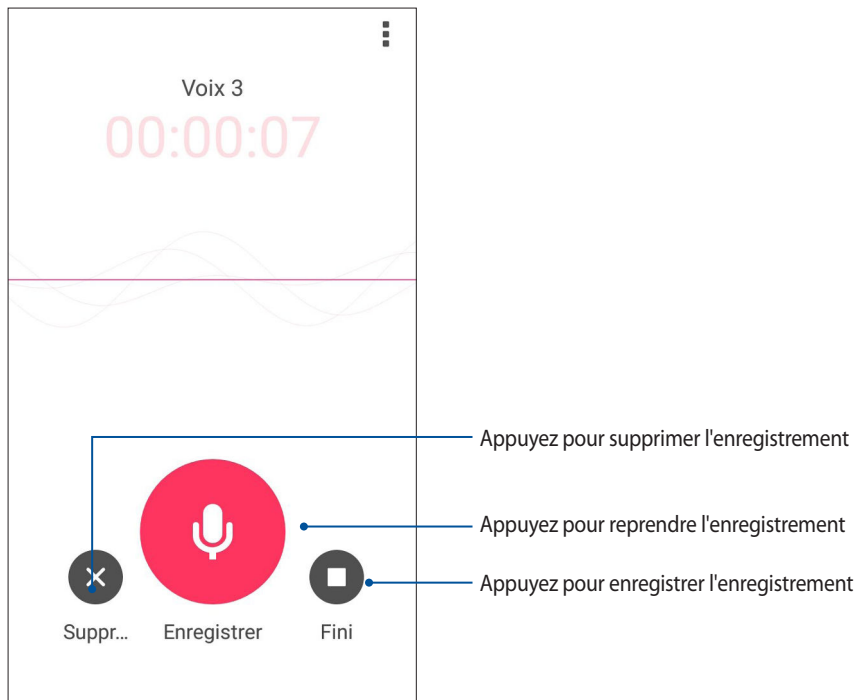 Voix 3
00:00:07
Appuyez pour supprimer l'enregistrement
Appuyez pour reprendre l'enregistrement
Appuyez pour enregistrer l'enregistrement
Suppr... Enregistrer Fini